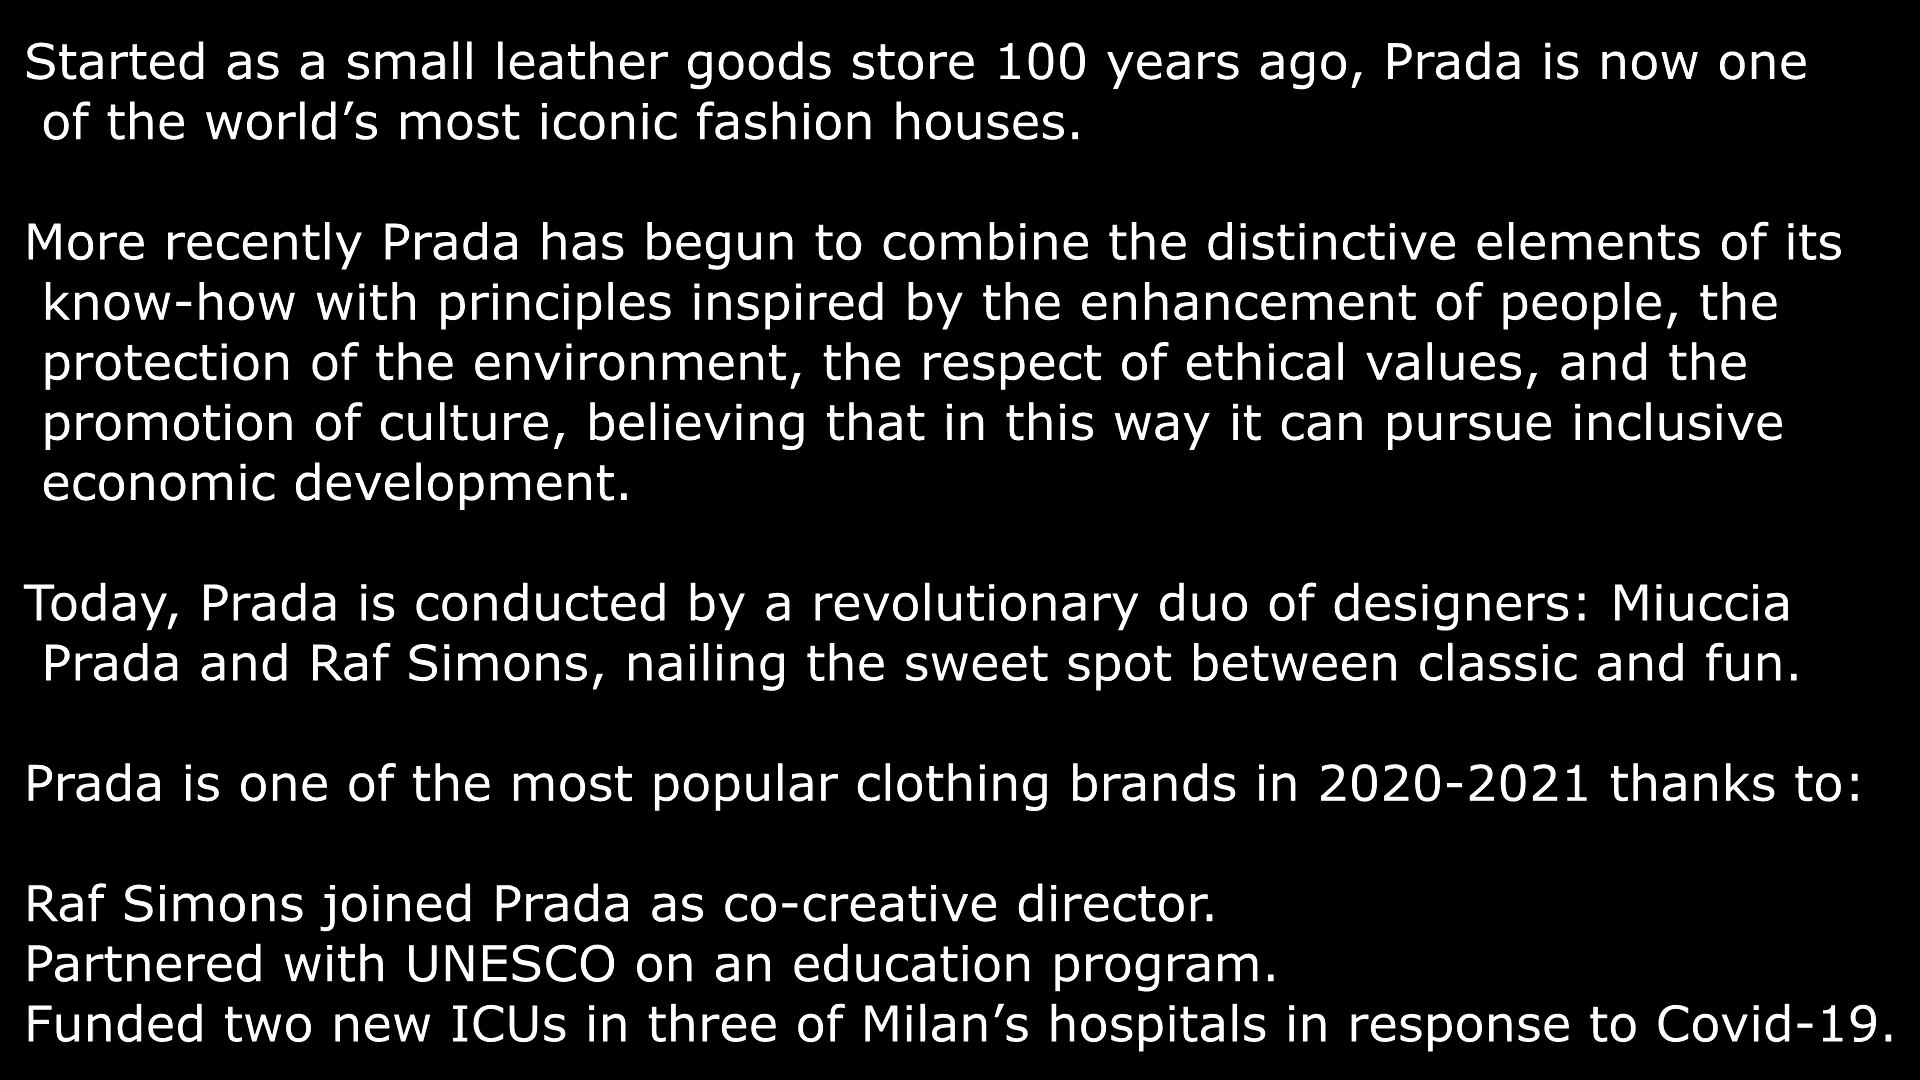 Started as a small leather goods store 100 years ago, Prada is now one
of the world’s most iconic fashion houses.
More recently Prada has begun to combine the distinctive elements of its
know-how with principles inspired by the enhancement of people, the
protection of the environment, the respect of ethical values, and the
promotion of culture, believing that in this way it can pursue inclusive
economic development.
Today, Prada is conducted by a revolutionary duo of designers: Miuccia
Prada and Raf Simons, nailing the sweet spot between classic and fun.
Prada is one of the most popular clothing brands in 2020-2021 thanks to:
Raf Simons joined Prada as co-creative director.
Partnered with UNESCO on an education program.
Funded two new ICUs in three of Milan’s hospitals in response to Covid-19.